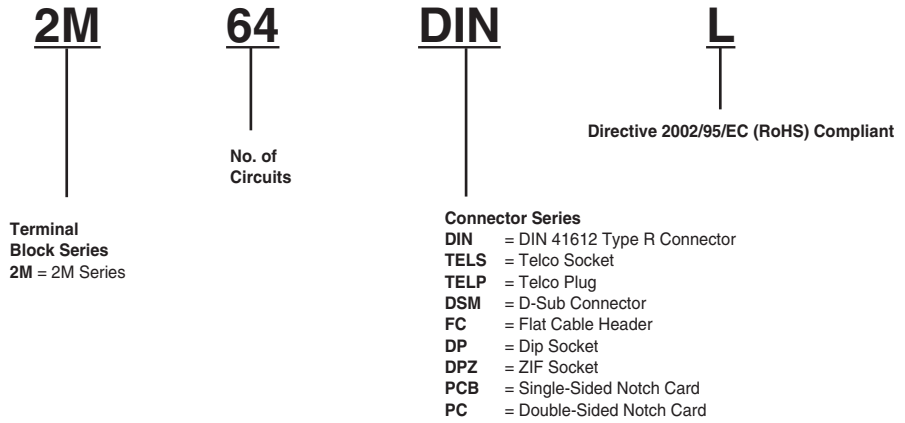 2M 64 DIN L
Directive 2002/95/EC (RoHS) Compliant
No. of
Circuits
Terminal
Block Series
2M = 2M Series
Connector Series
DIN = DIN 41612 Type R Connector
TELS = Telco Socket
TELP = Telco Plug
DSM = D-Sub Connector
FC = Flat Cable Header
DP = Dip Socket
DPZ = ZIF Socket
PCB = Single-Sided Notch Card
PC = Double-Sided Notch Card